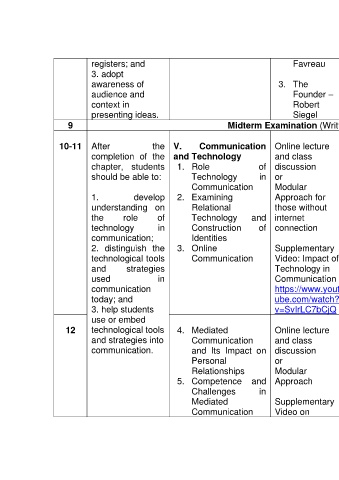 registers; and
3. adopt
awareness of
audience and
context in
presenting ideas.
Favreau
3. The
Founder –
Robert
Siegel
9
Midterm Examination (Writ
10-11
After the
completion of the
chapter, students
should be able to:
1. develop
understanding on
the role of
technology in
communication;
2. distinguish the
technological tools
and strategies
used in
communication
today; and
3. help students
use or embed
technological tools
and strategies into
communication.
V. Communication
and Technology
1. Role of
Technology in
Communication
2. Examining
Relational
Technology and
Construction of
Identities
3. Online
Communication
Online lecture
and class
discussion
or
Modular
Approach for
those without
internet
connection
Supplementary
Video: Impact of
Technology in
Communication
https://www.yout
ube.com/watch?
v=SvIrLC7bCjQ
12
4. Mediated
Communication
and Its Impact on
Personal
Relationships
5. Competence and
Challenges in
Mediated
Communication
Online lecture
and class
discussion
or
Modular
Approach
Supplementary
Video on